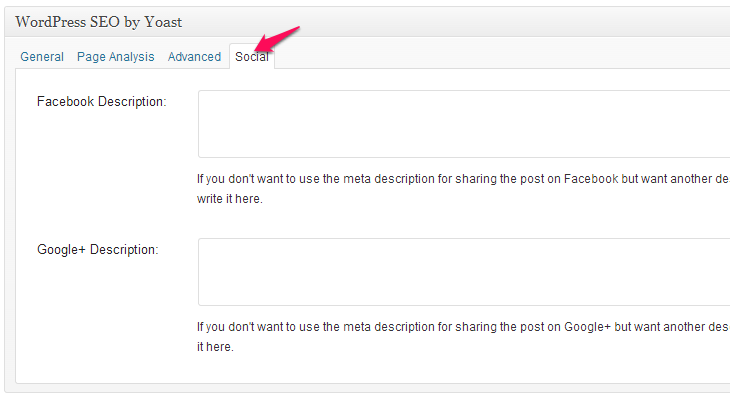 WordPress SEO by Yoast
General Page Analysis Advanced Social
Facebook Description:
If you don't want to use the meta description for sharing the post on Facebook but want another de
write it here.
Google+ Description:
If you don't want to use the meta description for sharing the post on Google+ but want another des
it here.